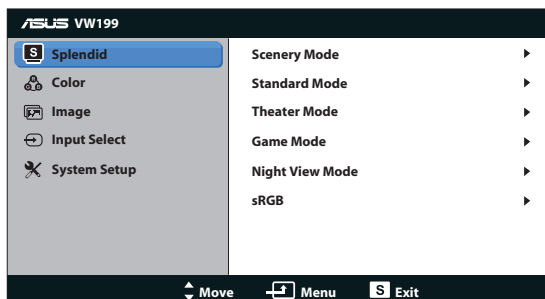 ASUS VW199
S Splendid
Color
Image
Input Select
System Setup
Scenery Mode
Standard Mode
Theater Mode
Game Mode
Night View Mode
sRGB
Move Menu S Exit